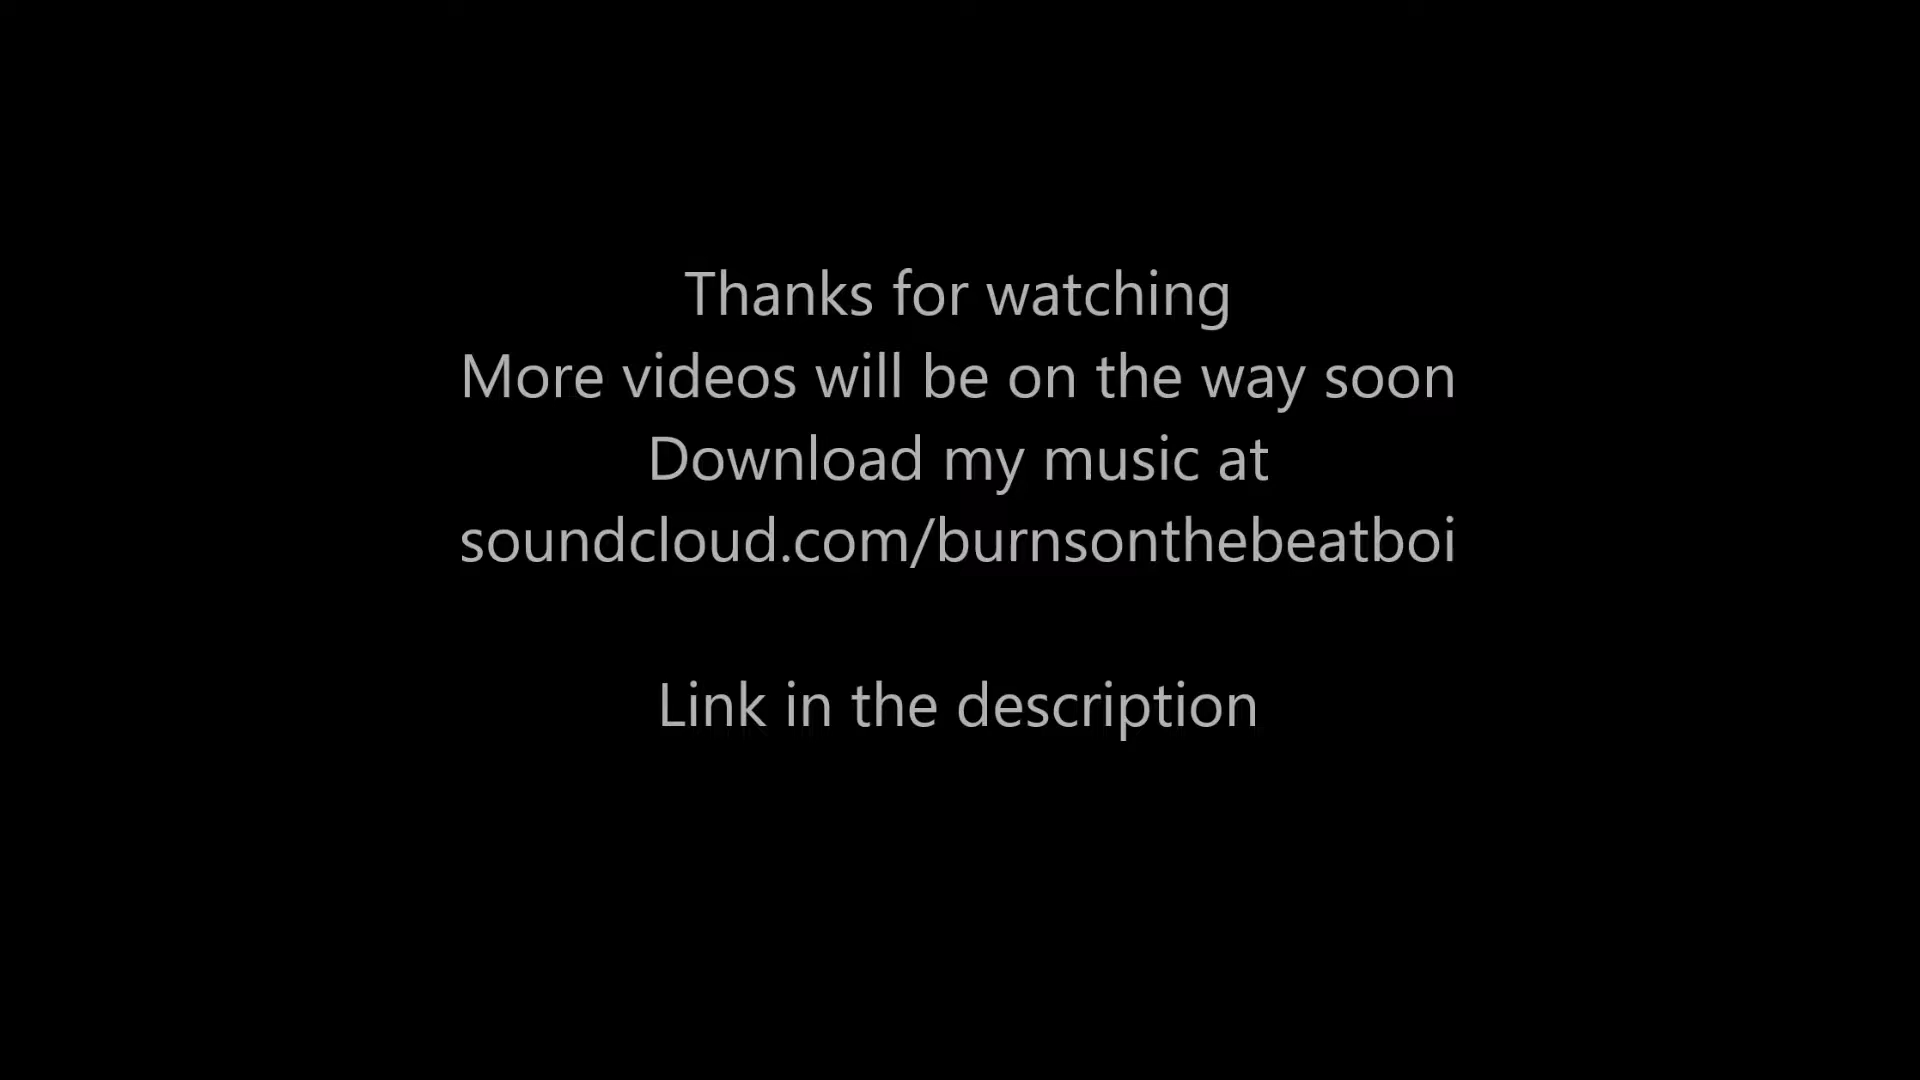 Thanks for watching
More videos will be on the way soon
Download my music at
soundcloud.com/burnsonthebeatboi
Link in the description